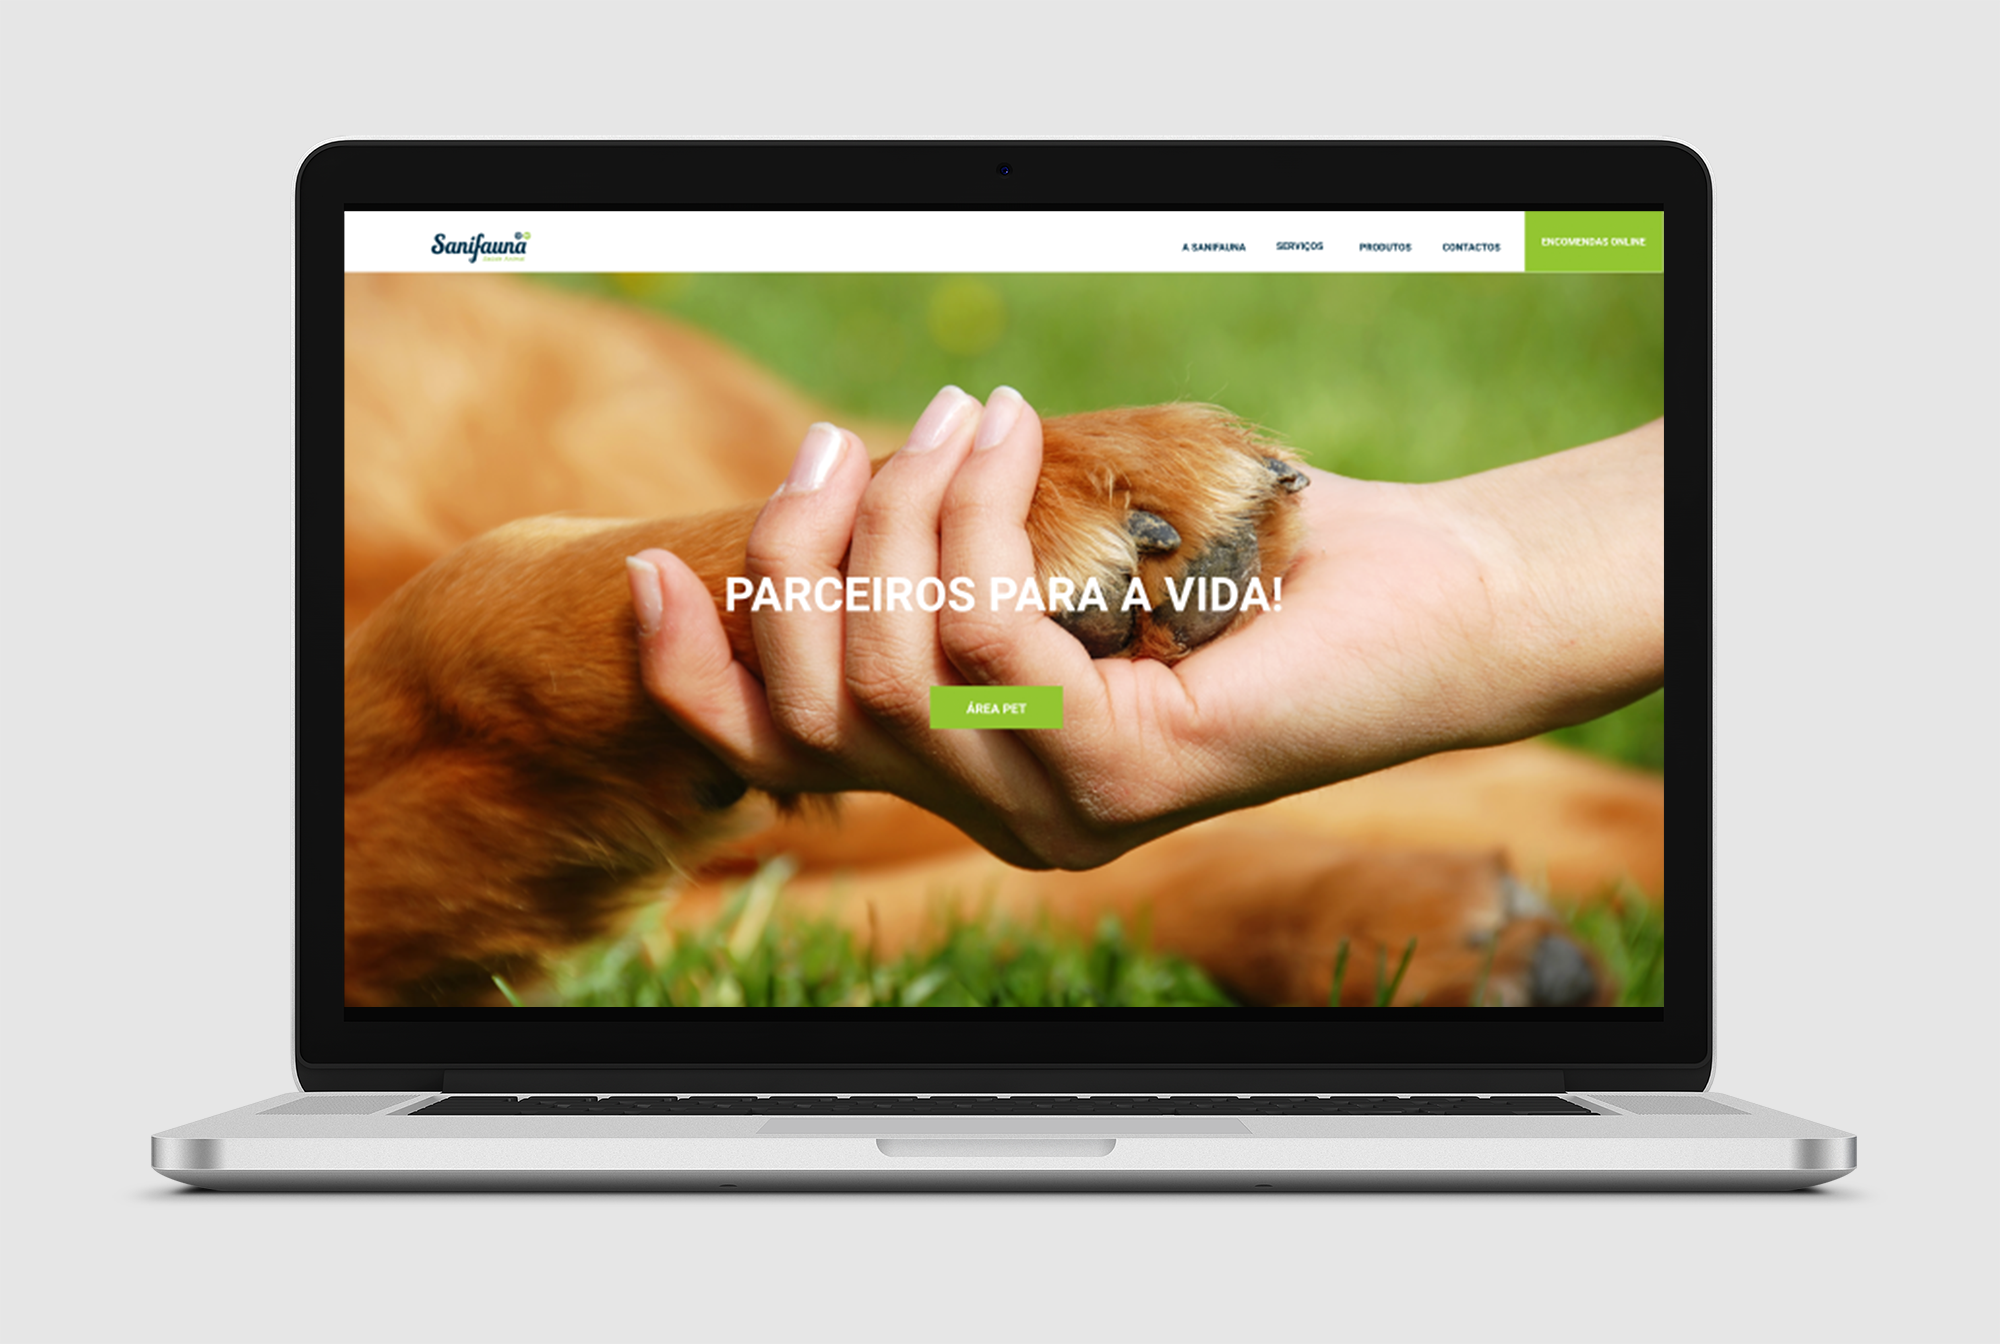 Sanifauna
Saúde Animal
A SANIFAUNA
SERVIÇOS
PRODUTOS
CONTACTOS
ENCOMENDAS ONLINE
PARCEIROS PARA A VIDA!
ÁREA PET